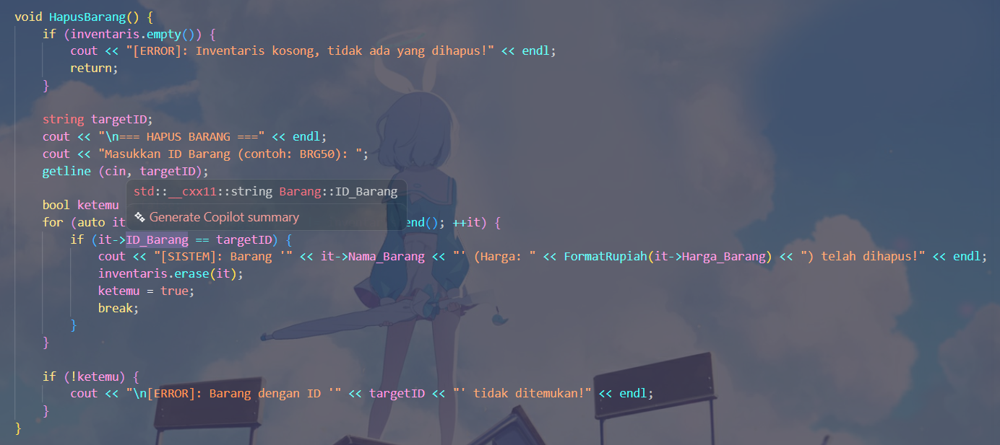 void HapusBarang() {
    if (inventaris.empty()) {
        cout << "[ERROR]: Inventaris kosong, tidak ada yang dihapus!" << endl;
        return;
    }
    string targetID;
    cout << "\n=== HAPUS BARANG ===" << endl;
    cout << "Masukkan ID Barang (contoh: BRG50): ";
    getline (cin, targetID);
std::__cxx11::string Barang::ID_Barang
Generate Copilot summary
    bool ketemu
    for (auto it end(); ++it) {
        if (it->ID_Barang == targetID) {
            cout << "[SISTEM]: Barang '" << it->Nama_Barang << "' (Harga: " << FormatRupiah(it->Harga_Barang) << ") telah dihapus!" << endl;
            inventaris.erase(it);
            ketemu = true;
            break;
        }
    }
    if (!ketemu) {
        cout << "\n[ERROR]: Barang dengan ID '" << targetID << "' tidak ditemukan!" << endl;
    }
}